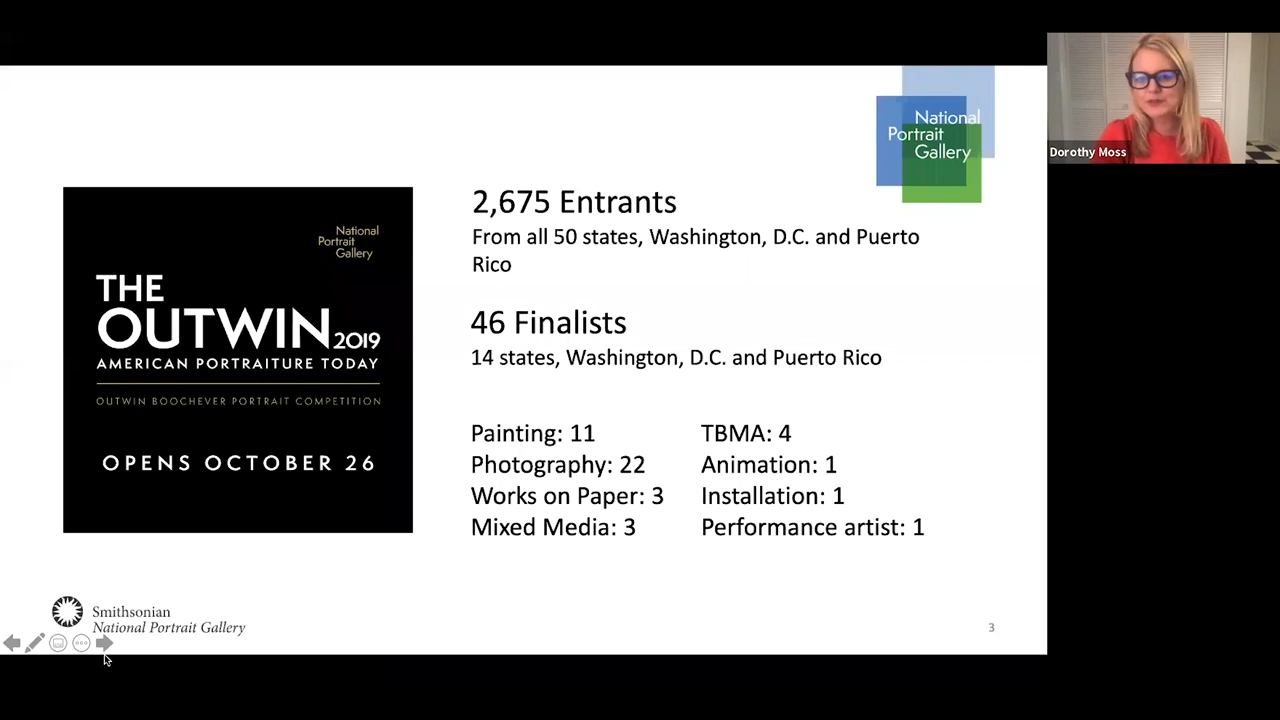 National
Portrait
Gallery
Dorothy Moss
National
Portrait
Gallery
THE
OUTWIN 2019
AMERICAN PORTRAITURE TODAY
OUTWIN BOOCHEVER PORTRAIT COMPETITION
OPENS OCTOBER 26
2,675 Entrants
From all 50 states, Washington, D.C. and Puerto
Rico
46 Finalists
14 states, Washington, D.C. and Puerto Rico
Painting: 11
Photography: 22
Works on Paper: 3
Mixed Media: 3
TBMA: 4
Animation: 1
Installation: 1
Performance artist: 1
Smithsonian
National Portrait Gallery
3